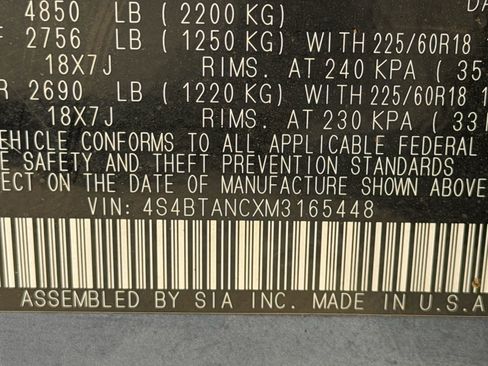 4850 LB ( 2200 KG)
2756 LB ( 1250 KG) WITH 225/60R18
18X7J RIMS. AT 240 KPA ( 35
R 2690 LB ( 1220 KG) WITH 225/60R18 1
18X7J RIMS. AT 230 KPA ( 33
VEHICLE CONFORMS TO ALL APPLICABLE FEDERAL
E SAFETY AND THEFT PREVENTION STANDARDS
ECT ON THE DATE OF MANUFACTURE SHOWN ABOVE
VIN: 4S4BTANCXM3165448
ASSEMBLED BY SIA INC. MADE IN U.S.A